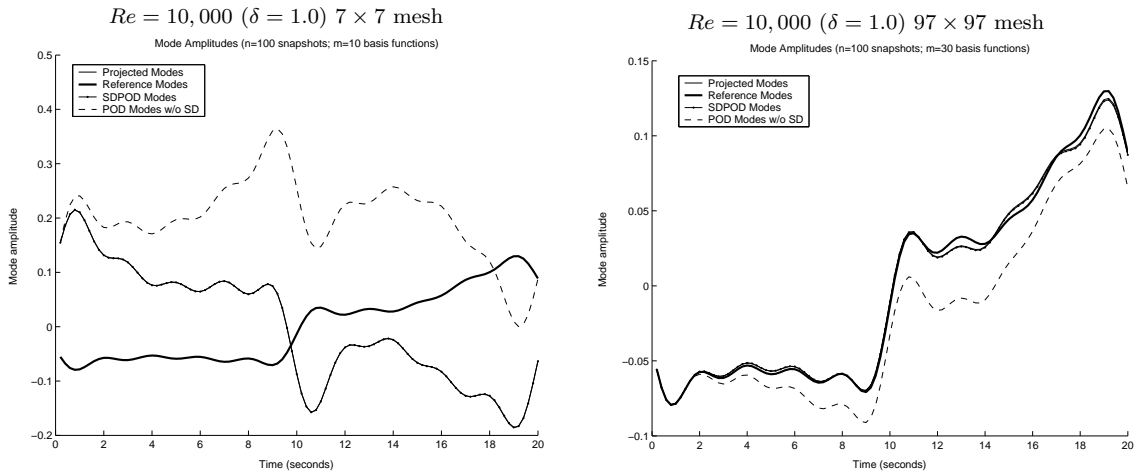 Re = 10,000 (δ = 1.0) 7 × 7 mesh
Mode Amplitudes (n=100 snapshots; m=10 basis functions)
Projected Modes
Reference Modes
SDPOD Modes
POD Modes w/o SD
0.5
0.4
0.3
0.2
0.1
0
−0.1
−0.2
Mode amplitude
0 2 4 6 8 10 12 14 16 18 20
Time (seconds)
Re = 10,000 (δ = 1.0) 97 × 97 mesh
Mode Amplitudes (n=100 snapshots; m=30 basis functions)
Projected Modes
Reference Modes
SDPOD Modes
POD Modes w/o SD
0.15
0.1
0.05
0
−0.05
−0.1
Mode amplitude
0 2 4 6 8 10 12 14 16 18 20
Time (seconds)